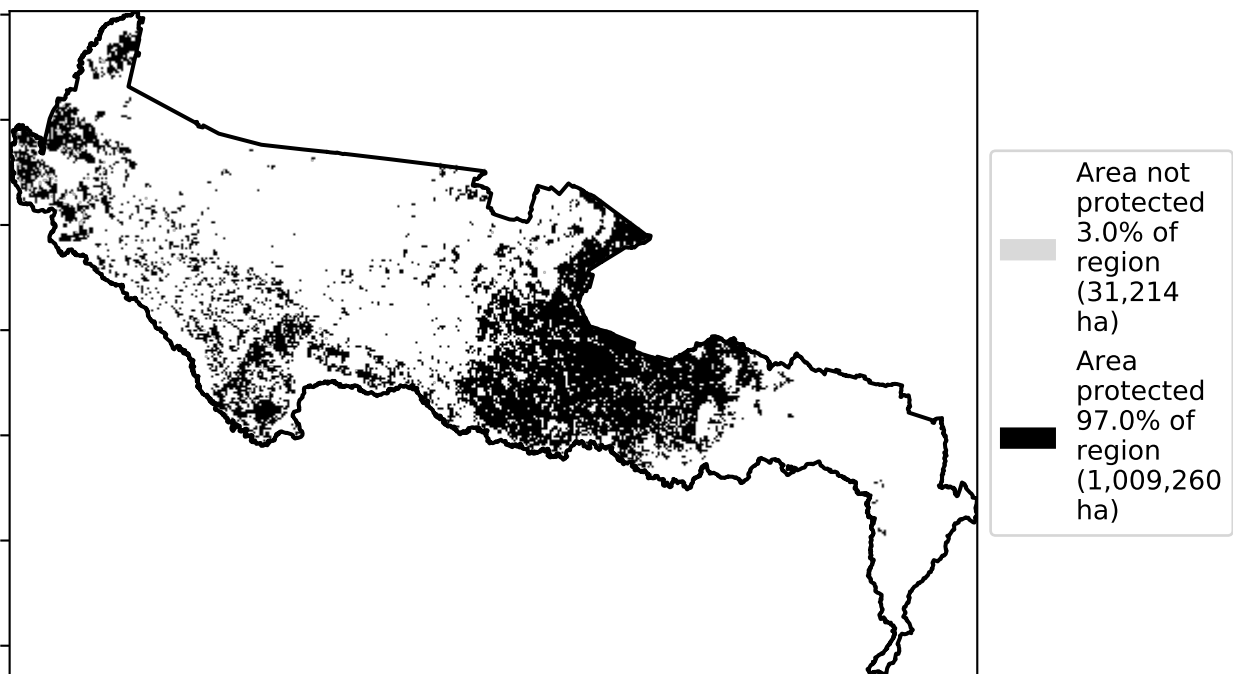 Area not
protected
3.0% of
region
(31,214
ha)
Area
protected
97.0% of
region
(1,009,260
ha)